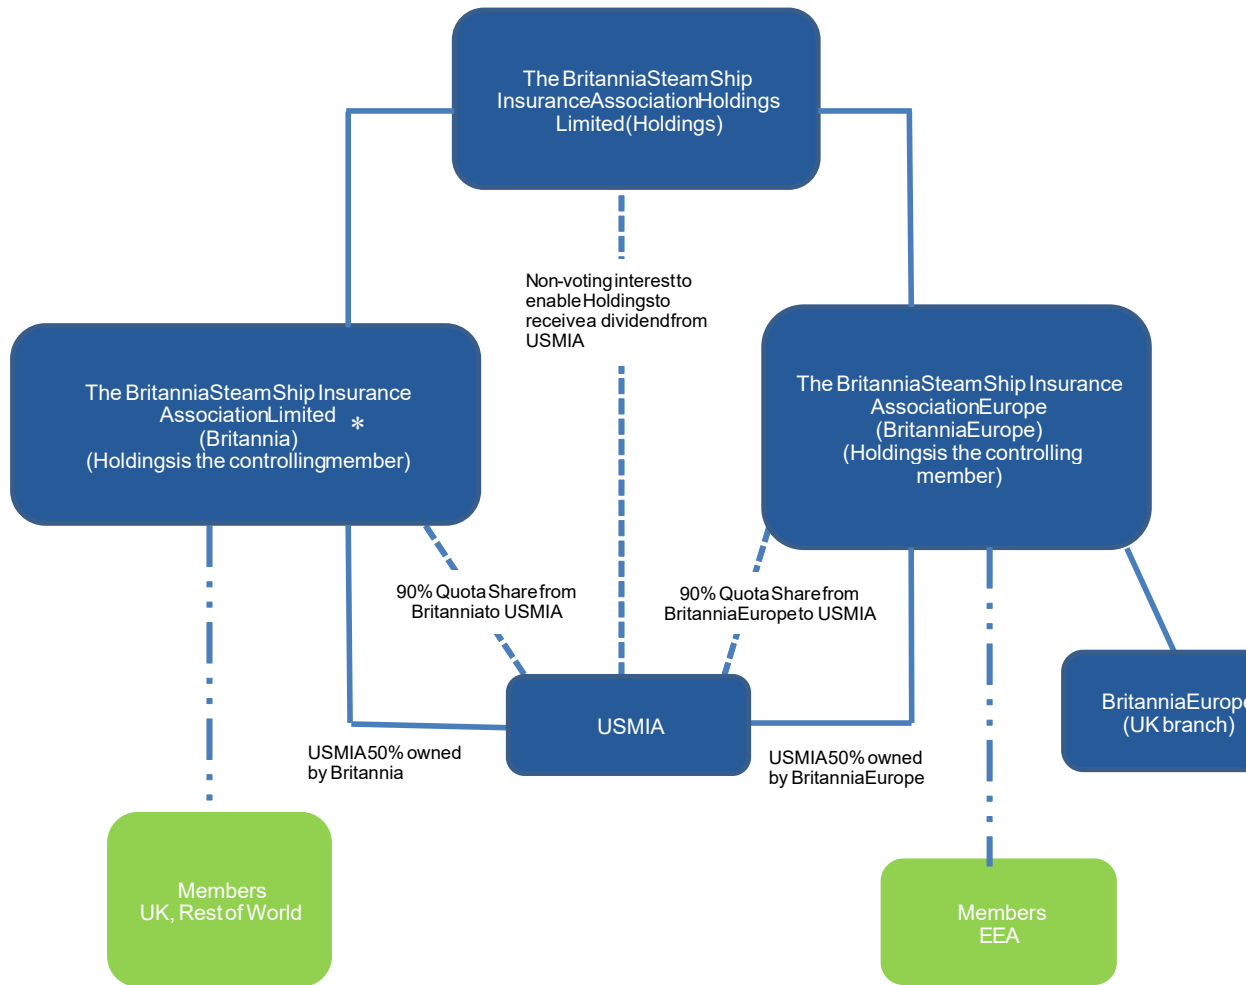 The Britannia Steam Ship
Insurance Association Holdings
Limited (Holdings)
Non-voting interest to
enable Holdings to
receive a dividend from
USMIA
The Britannia Steam Ship Insurance
Association Limited *
(Britannia)
(Holdings is the controlling member)
The Britannia Steam Ship Insurance
Association Europe
(Britannia Europe)
(Holdings is the controlling
member)
90% Quota Share from
Britannia to USMIA
90% Quota Share from
Britannia Europe to USMIA
USMIA
Britannia Europe
(UK branch)
USMIA 50% owned
by Britannia
USMIA 50% owned
by Britannia Europe
Members
UK, Rest of World
Members
EEA